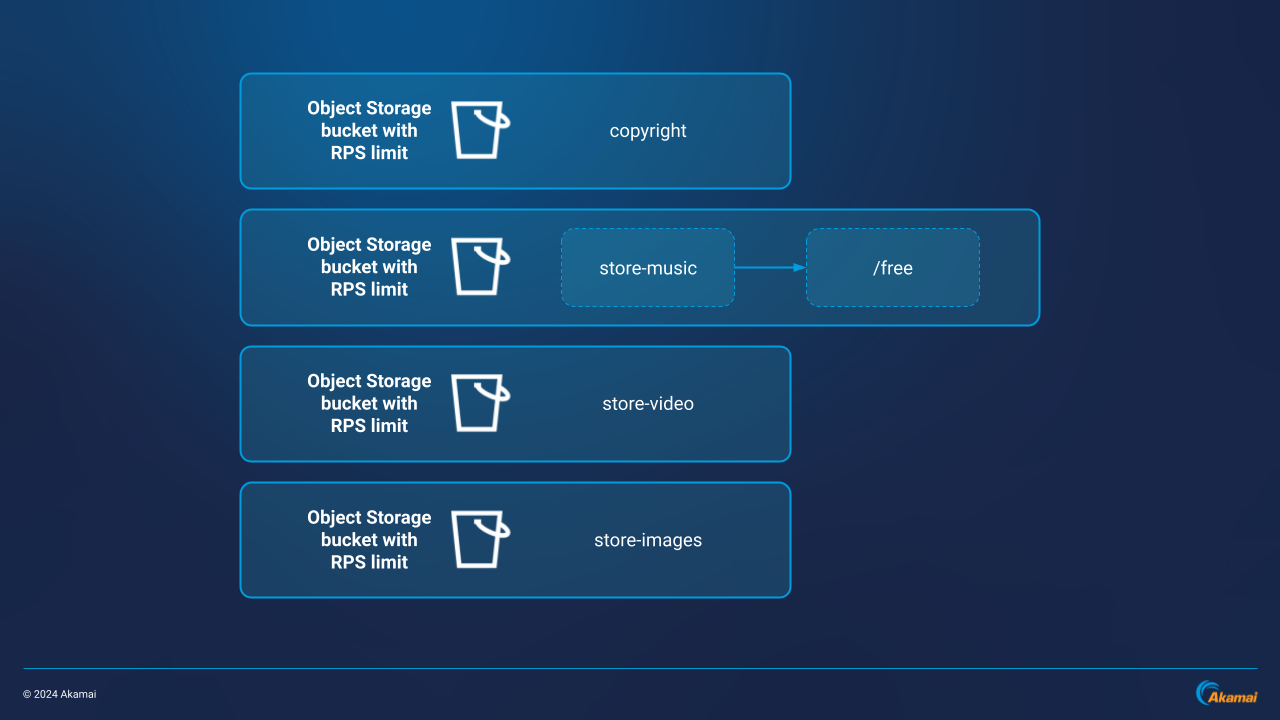 Object Storage
bucket with
RPS limit
copyright
Object Storage
bucket with
RPS limit
store-music
/free
Object Storage
bucket with
RPS limit
store-video
Object Storage
bucket with
RPS limit
store-images
© 2024 Akamai
Akamai